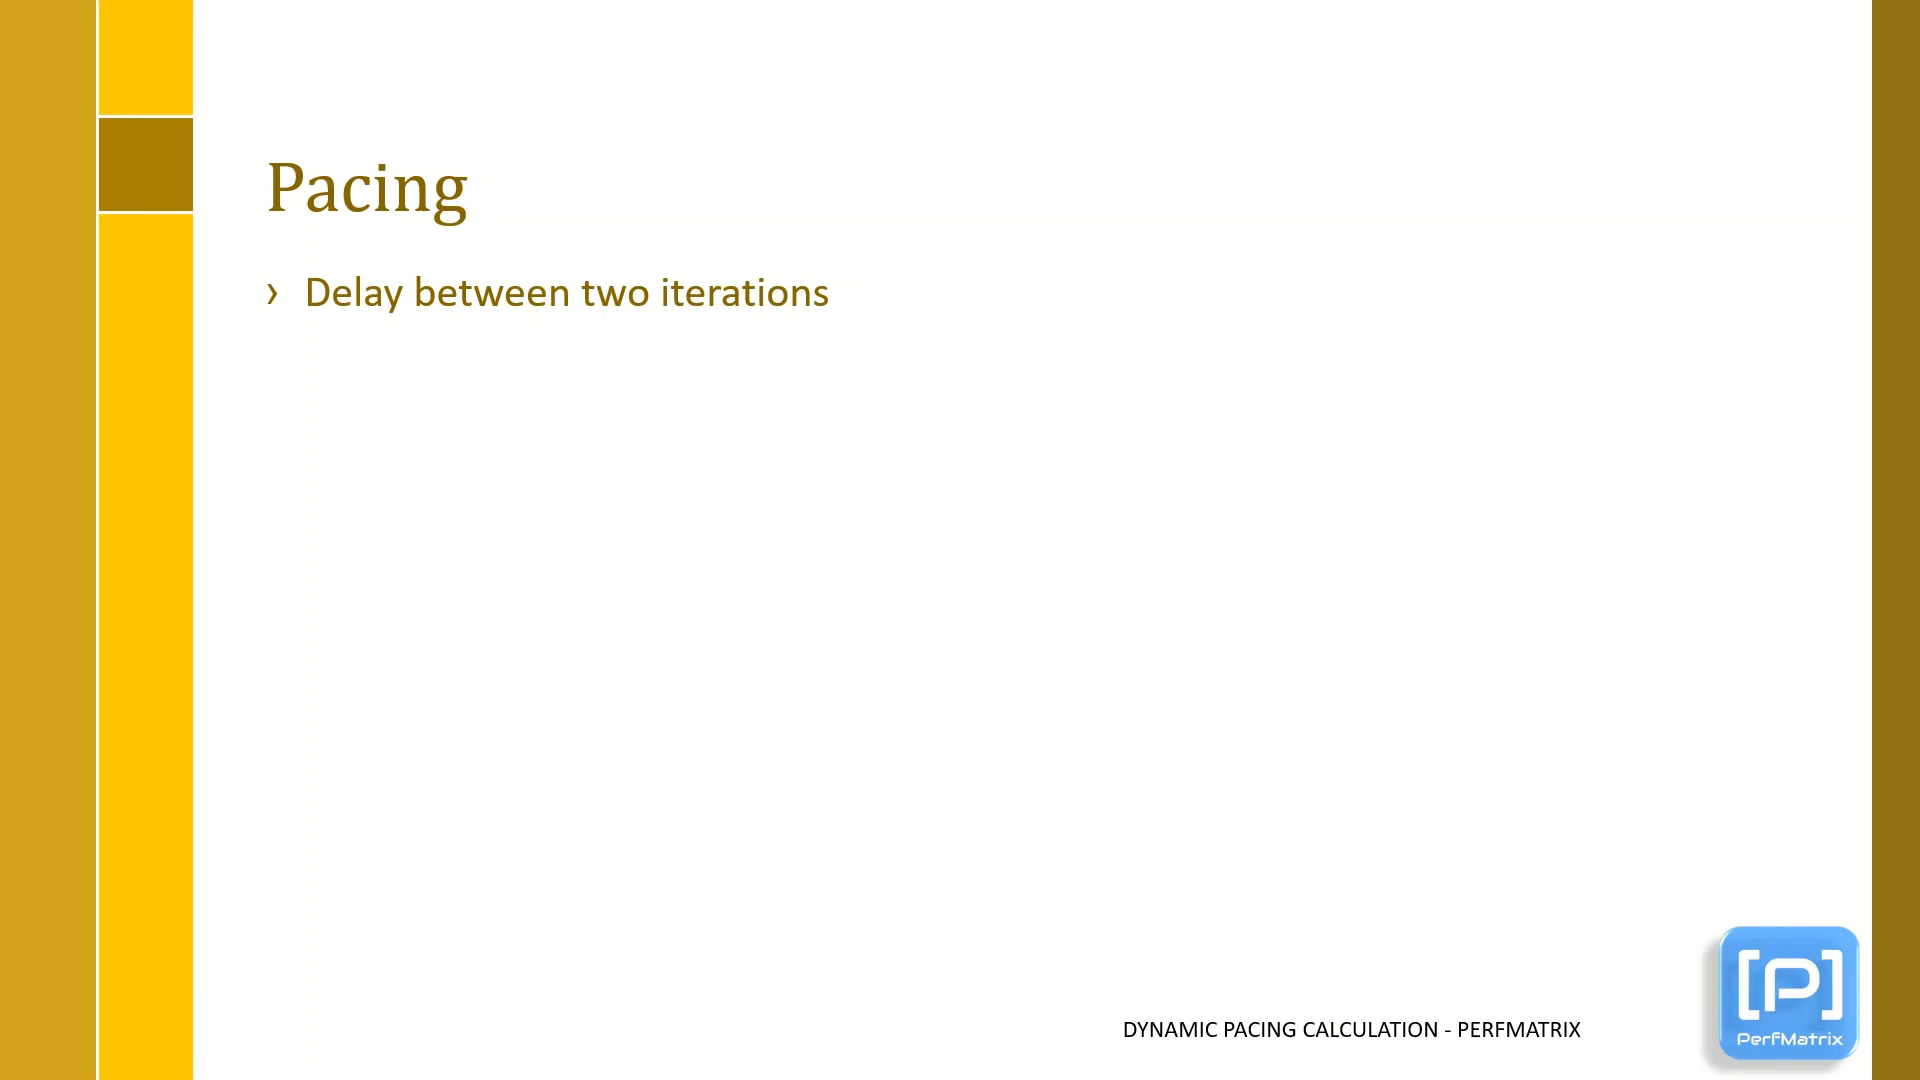 Pacing
› Delay between two iterations
DYNAMIC PACING CALCULATION - PERFMATRIX
[P]
PerfMatrix